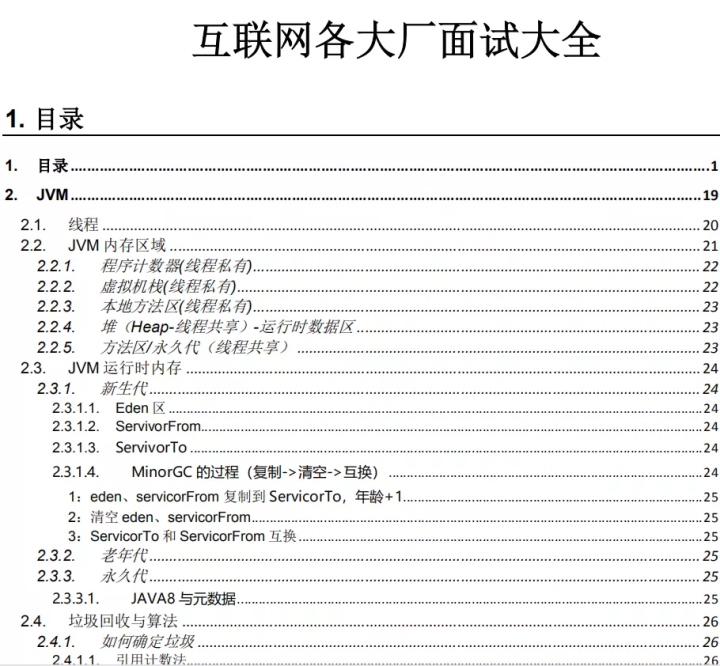 互联网各大厂面试大全
1. 目录
1. 目录 ........ 1
2. JVM ........ 19
2.1. 线程 ........ 20
2.2. JVM 内存区域 ........ 21
2.2.1. 程序计数器(线程私有) ........ 22
2.2.2. 虚拟机栈(线程私有) ........ 22
2.2.3. 本地方法区(线程私有) ........ 23
2.2.4. 堆（Heap-线程共享）-运行时数据区 ........ 23
2.2.5. 方法区/永久代（线程共享） ........ 23
2.3. JVM 运行时内存 ........ 24
2.3.1. 新生代 ........ 24
2.3.1.1. Eden 区 ........ 24
2.3.1.2. ServivorFrom ........ 24
2.3.1.3. ServivorTo ........ 24
2.3.1.4. MinorGC 的过程（复制->清空->互换） ........ 24
1：eden、servicorFrom 复制到 ServicorTo，年龄+1 ........ 25
2：清空 eden、servicorFrom ........ 25
3：ServicorTo 和 ServicorFrom 互换 ........ 25
2.3.2. 老年代 ........ 25
2.3.3. 永久代 ........ 25
2.3.3.1. JAVA8 与元数据 ........ 25
2.4. 垃圾回收与算法 ........ 26
2.4.1. 如何确定垃圾 ........ 26
2.4.1.1. 引用计数法 ........ 26